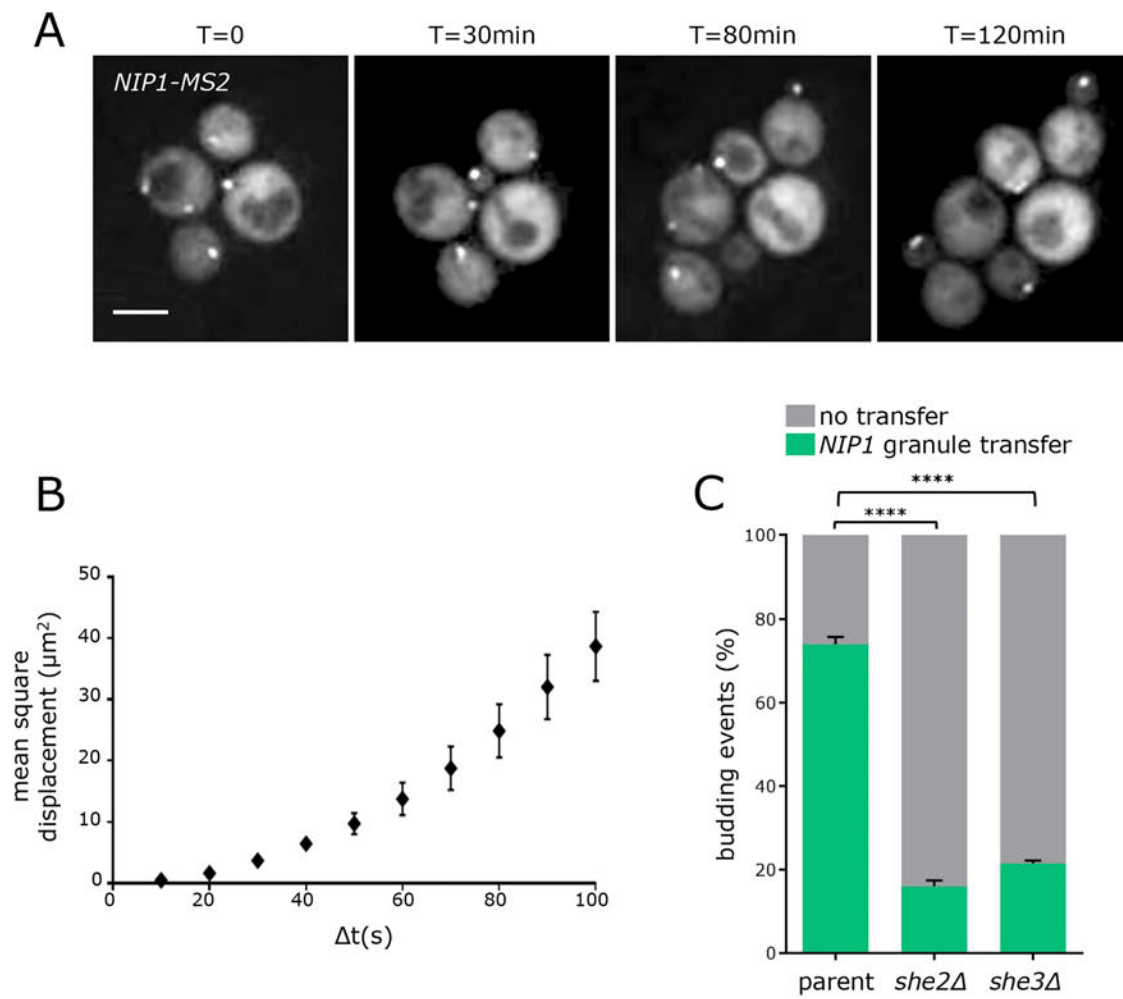 A
T=0
T=30min
T=80min
T=120min
NIP1-MS2
B
mean square
displacement (µm²)
50
40
30
20
10
0
0
20
40
60
80
100
Δt(s)
no transfer
NIP1 granule transfer
C
****
****
budding events (%)
100
80
60
40
20
0
parent
she2Δ
she3Δ